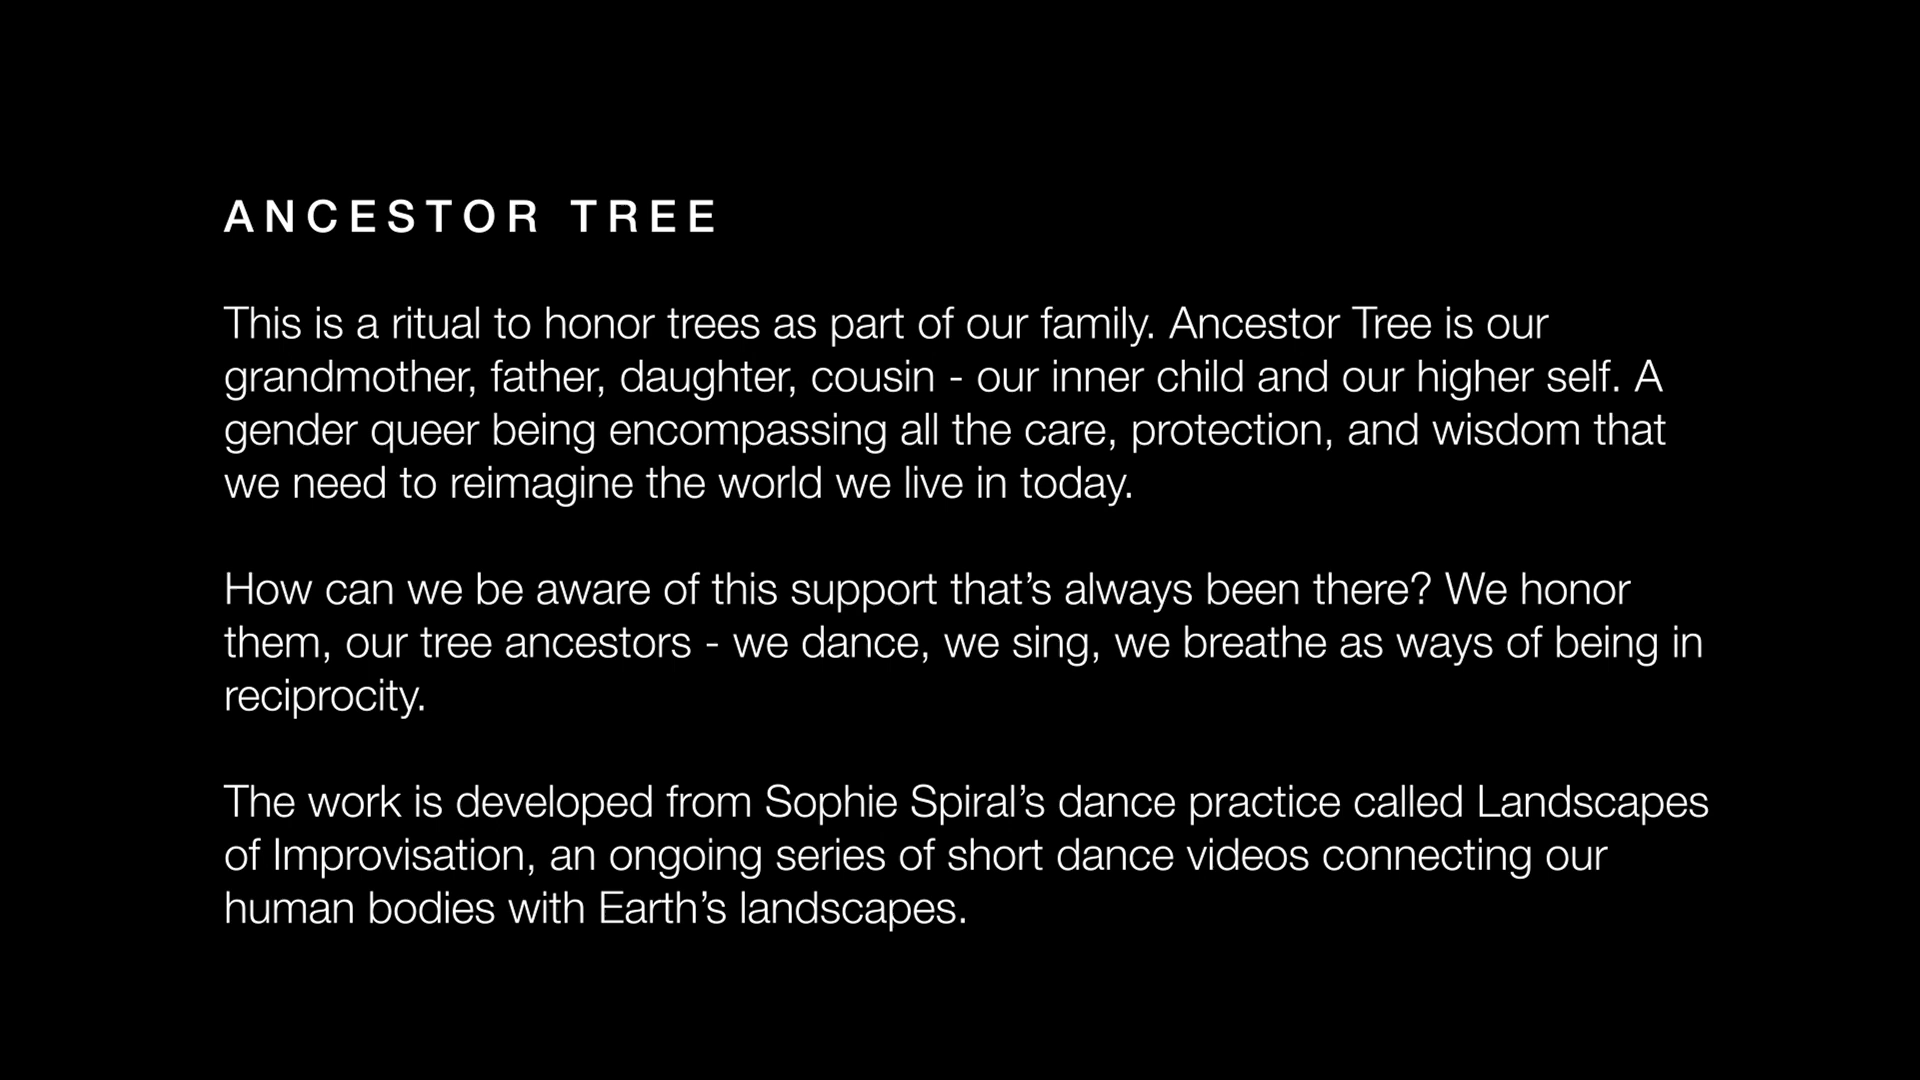 ANCESTOR TREE
This is a ritual to honor trees as part of our family. Ancestor Tree is our
grandmother, father, daughter, cousin - our inner child and our higher self. A
gender queer being encompassing all the care, protection, and wisdom that
we need to reimagine the world we live in today.
How can we be aware of this support that’s always been there? We honor
them, our tree ancestors - we dance, we sing, we breathe as ways of being in
reciprocity.
The work is developed from Sophie Spiral’s dance practice called Landscapes
of Improvisation, an ongoing series of short dance videos connecting our
human bodies with Earth’s landscapes.